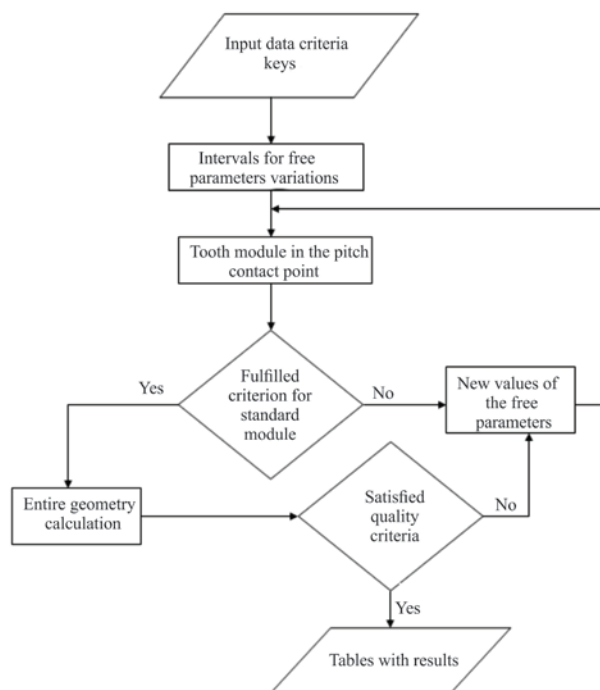 Input data criteria
keys
Intervals for free
parameters variations
Tooth module in the pitch
contact point
Fulfilled
criterion for
standard
module
Yes
No
New values of
the free
parameters
Entire geometry
calculation
Satisfied
quality
criteria
No
Yes
Tables with results